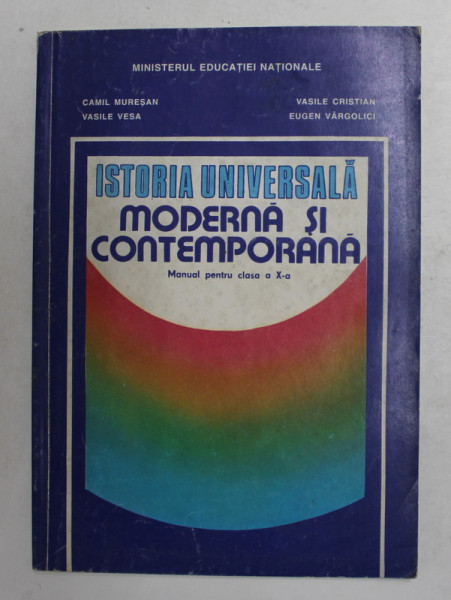 MINISTERUL EDUCAȚIEI NAȚIONALE
CAMIL MUREȘAN
VASILE VESA
VASILE CRISTIAN
EUGEN VÂRGOLICI
ISTORIA UNIVERSALĂ
MODERNĂ ȘI
CONTEMPORANĂ
Manual pentru clasa a X-a